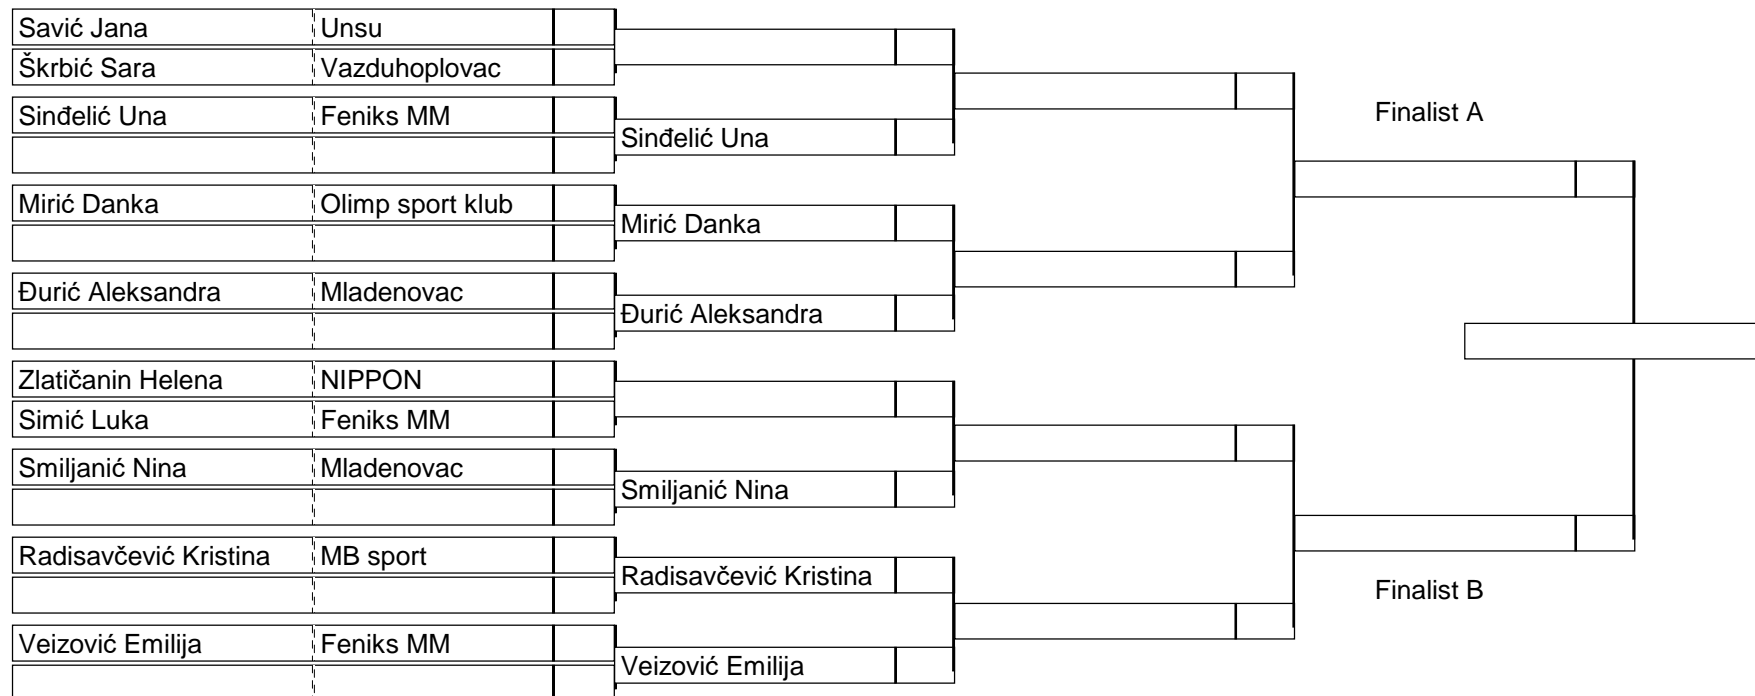 Savić Jana Unsu
Škrbić Sara Vazduhoplovac
Sinđelić Una Feniks MM
Finalist A
Sinđelić Una
Mirić Danka Olimp sport klub
Mirić Danka
Đurić Aleksandra Mladenovac
Đurić Aleksandra
Zlatičanin Helena NIPPON
Simić Luka Feniks MM
Smiljanić Nina Mladenovac
Smiljanić Nina
Radisavčević Kristina MB sport
Radisavčević Kristina
Finalist B
Veizović Emilija Feniks MM
Veizović Emilija